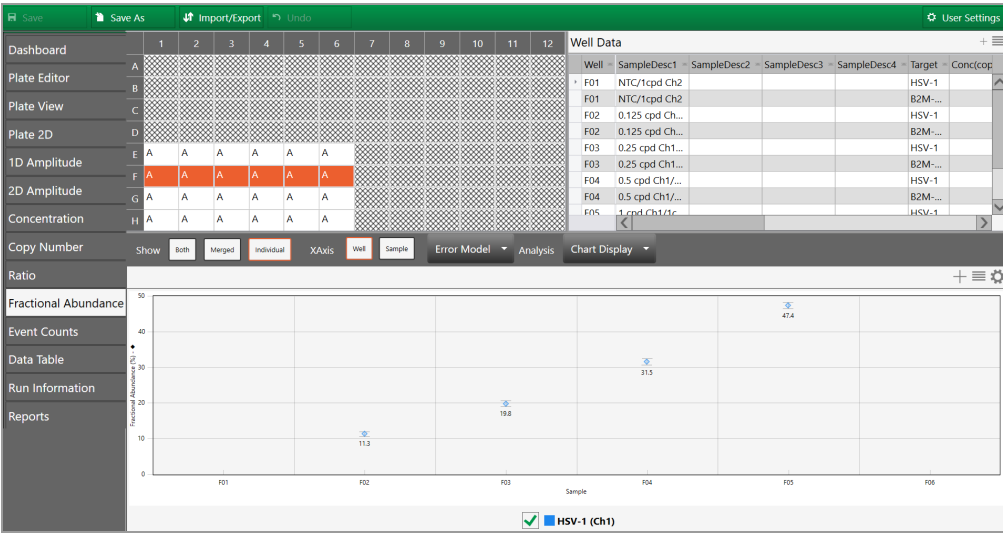 Save Save As Import/Export Undo User Settings
Dashboard
Plate Editor
Plate View
Plate 2D
1D Amplitude
2D Amplitude
Concentration
Copy Number
Ratio
Fractional Abundance
Event Counts
Data Table
Run Information
Reports
1 2 3 4 5 6 7 8 9 10 11 12
A
B
C
D
E A A A A A A
F A A A A A A
G A A A A A A
H A A A A A A
Well Data
Well SampleDesc1 SampleDesc2 SampleDesc3 SampleDesc4 Target Conc(cop
F01 NTC/1cpd Ch2 HSV-1
F01 NTC/1cpd Ch2 B2M-...
F02 0.125 cpd Ch... HSV-1
F02 0.125 cpd Ch... B2M-...
F03 0.25 cpd Ch1... HSV-1
F03 0.25 cpd Ch1... B2M-...
F04 0.5 cpd Ch1/... HSV-1
F04 0.5 cpd Ch1/... B2M-...
F05 1 cpd Ch1/1c HSV-1
Show Both Merged Individual XAxis Well Sample Error Model Analysis Chart Display
Fractional Abundance (%) - ◆
50
40
30
20
10
0
47.4
31.5
19.8
11.3
F01 F02 F03 F04 F05 F06
Sample
HSV-1 (Ch1)